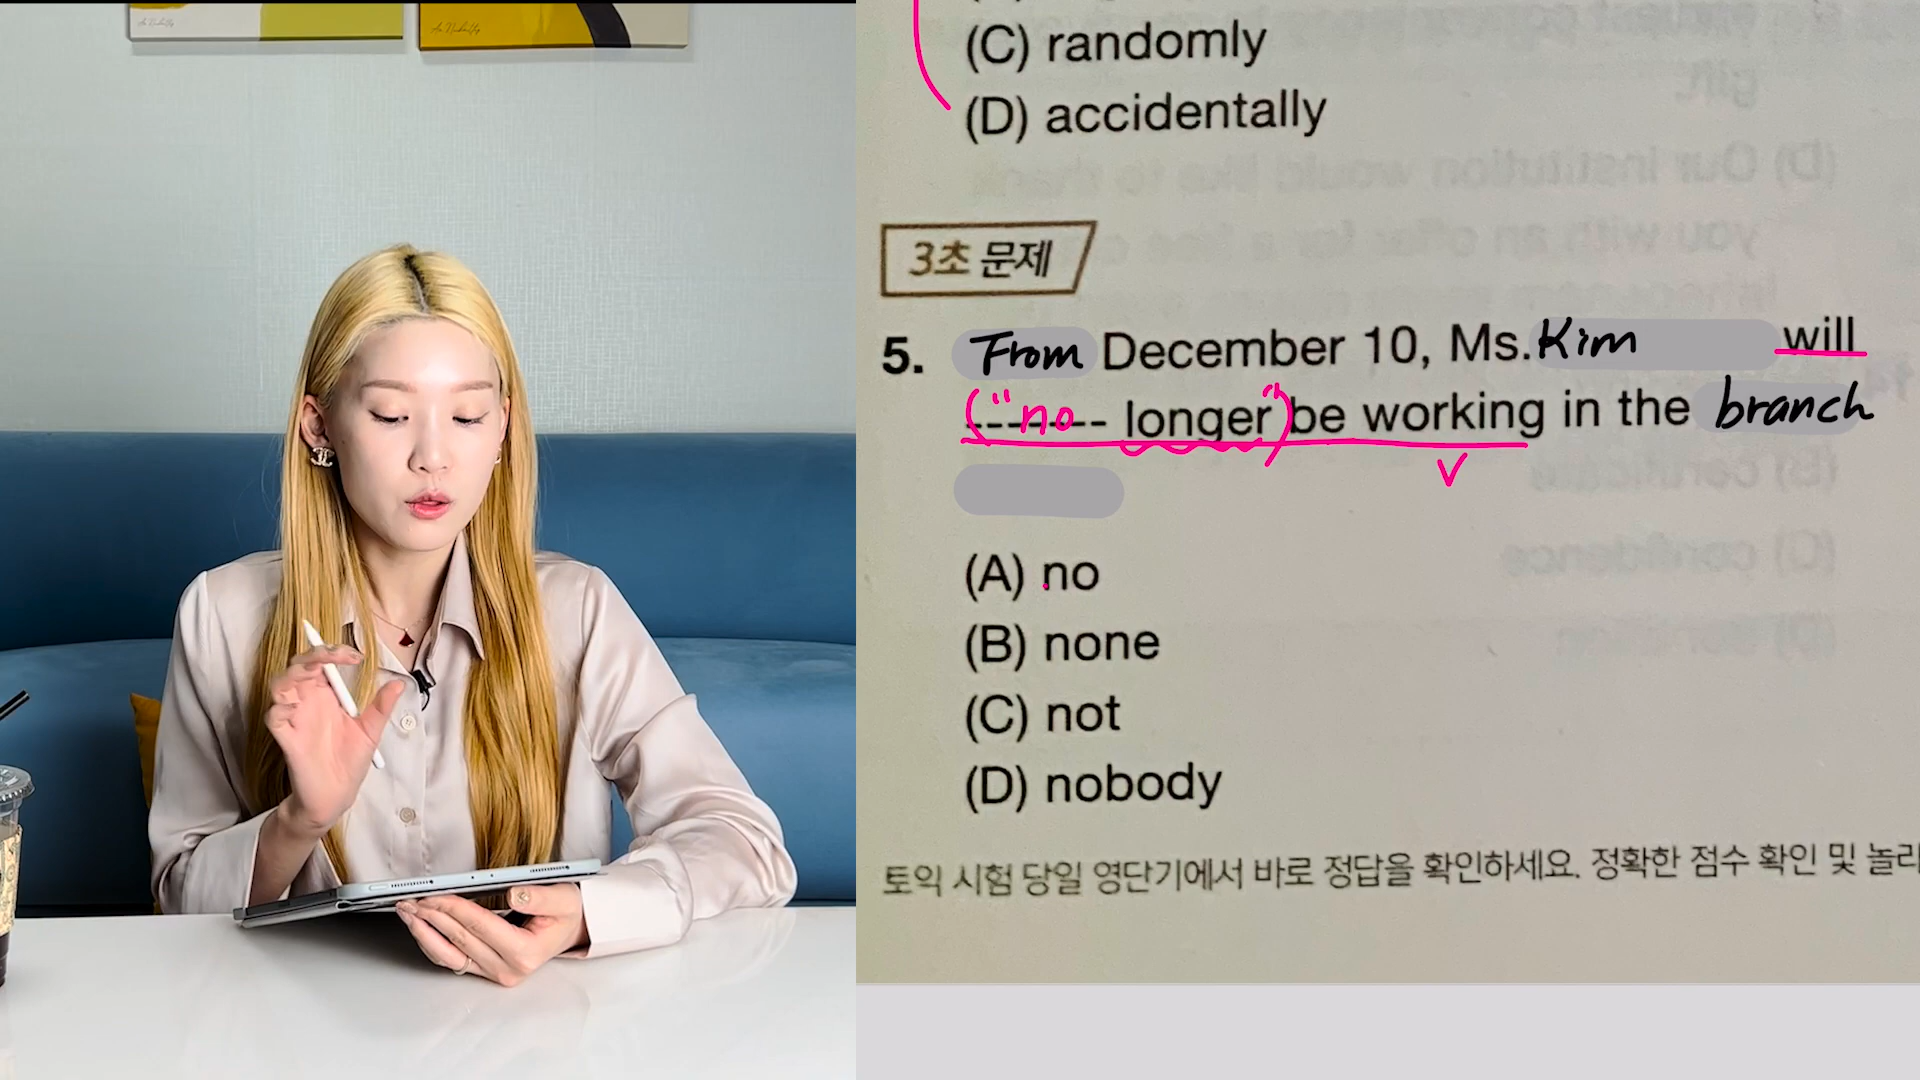 (C) randomly
(D) accidentally
3초 문제
5. From December 10, Ms. Kim will
("no -------- longer") be working in the branch
V
(A) no
(B) none
(C) not
(D) nobody
토익 시험 당일 영단기에서 바로 정답을 확인하세요. 정확한 점수 확인 및 놀라